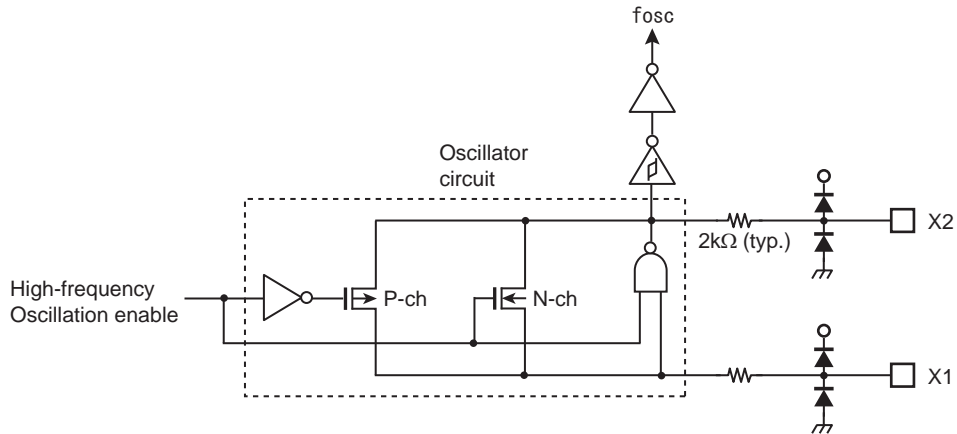 fosc
Oscillator
circuit
2kΩ (typ.)
X2
High-frequency
Oscillation enable
P-ch
N-ch
X1